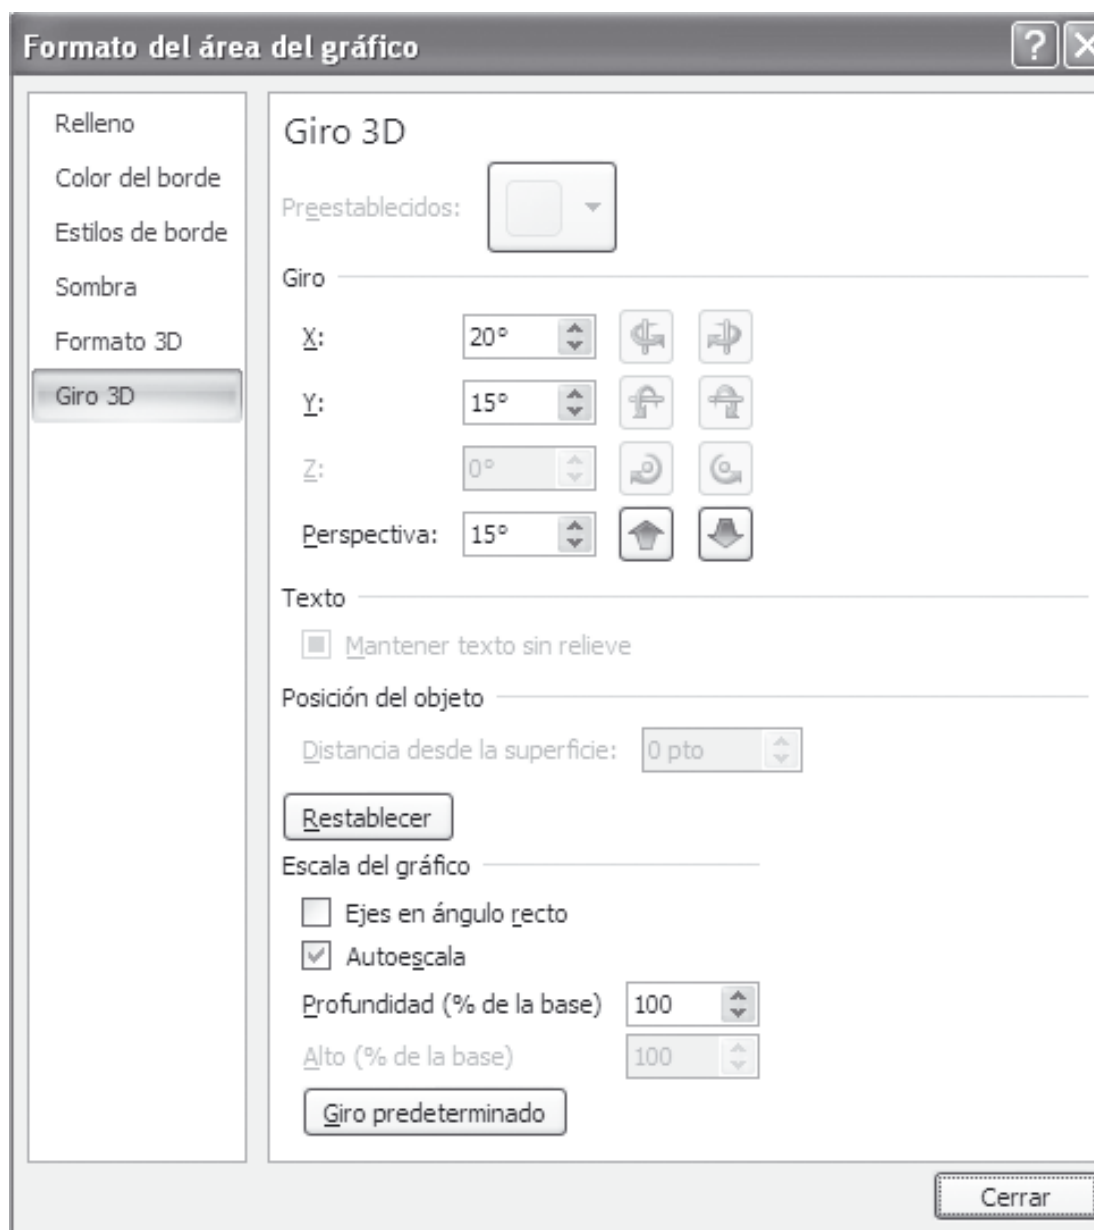 Formato del área del gráfico
Relleno
Color del borde
Estilos de borde
Sombra
Formato 3D
Giro 3D
Giro 3D
Preestablecidos:
Giro
X: 20°
Y: 15°
Z: 0°
Perspectiva: 15°
Texto
Mantener texto sin relieve
Posición del objeto
Distancia desde la superficie: 0 pto
Restablecer
Escala del gráfico
Ejes en ángulo recto
Autoescala
Profundidad (% de la base) 100
Alto (% de la base) 100
Giro predeterminado
Cerrar